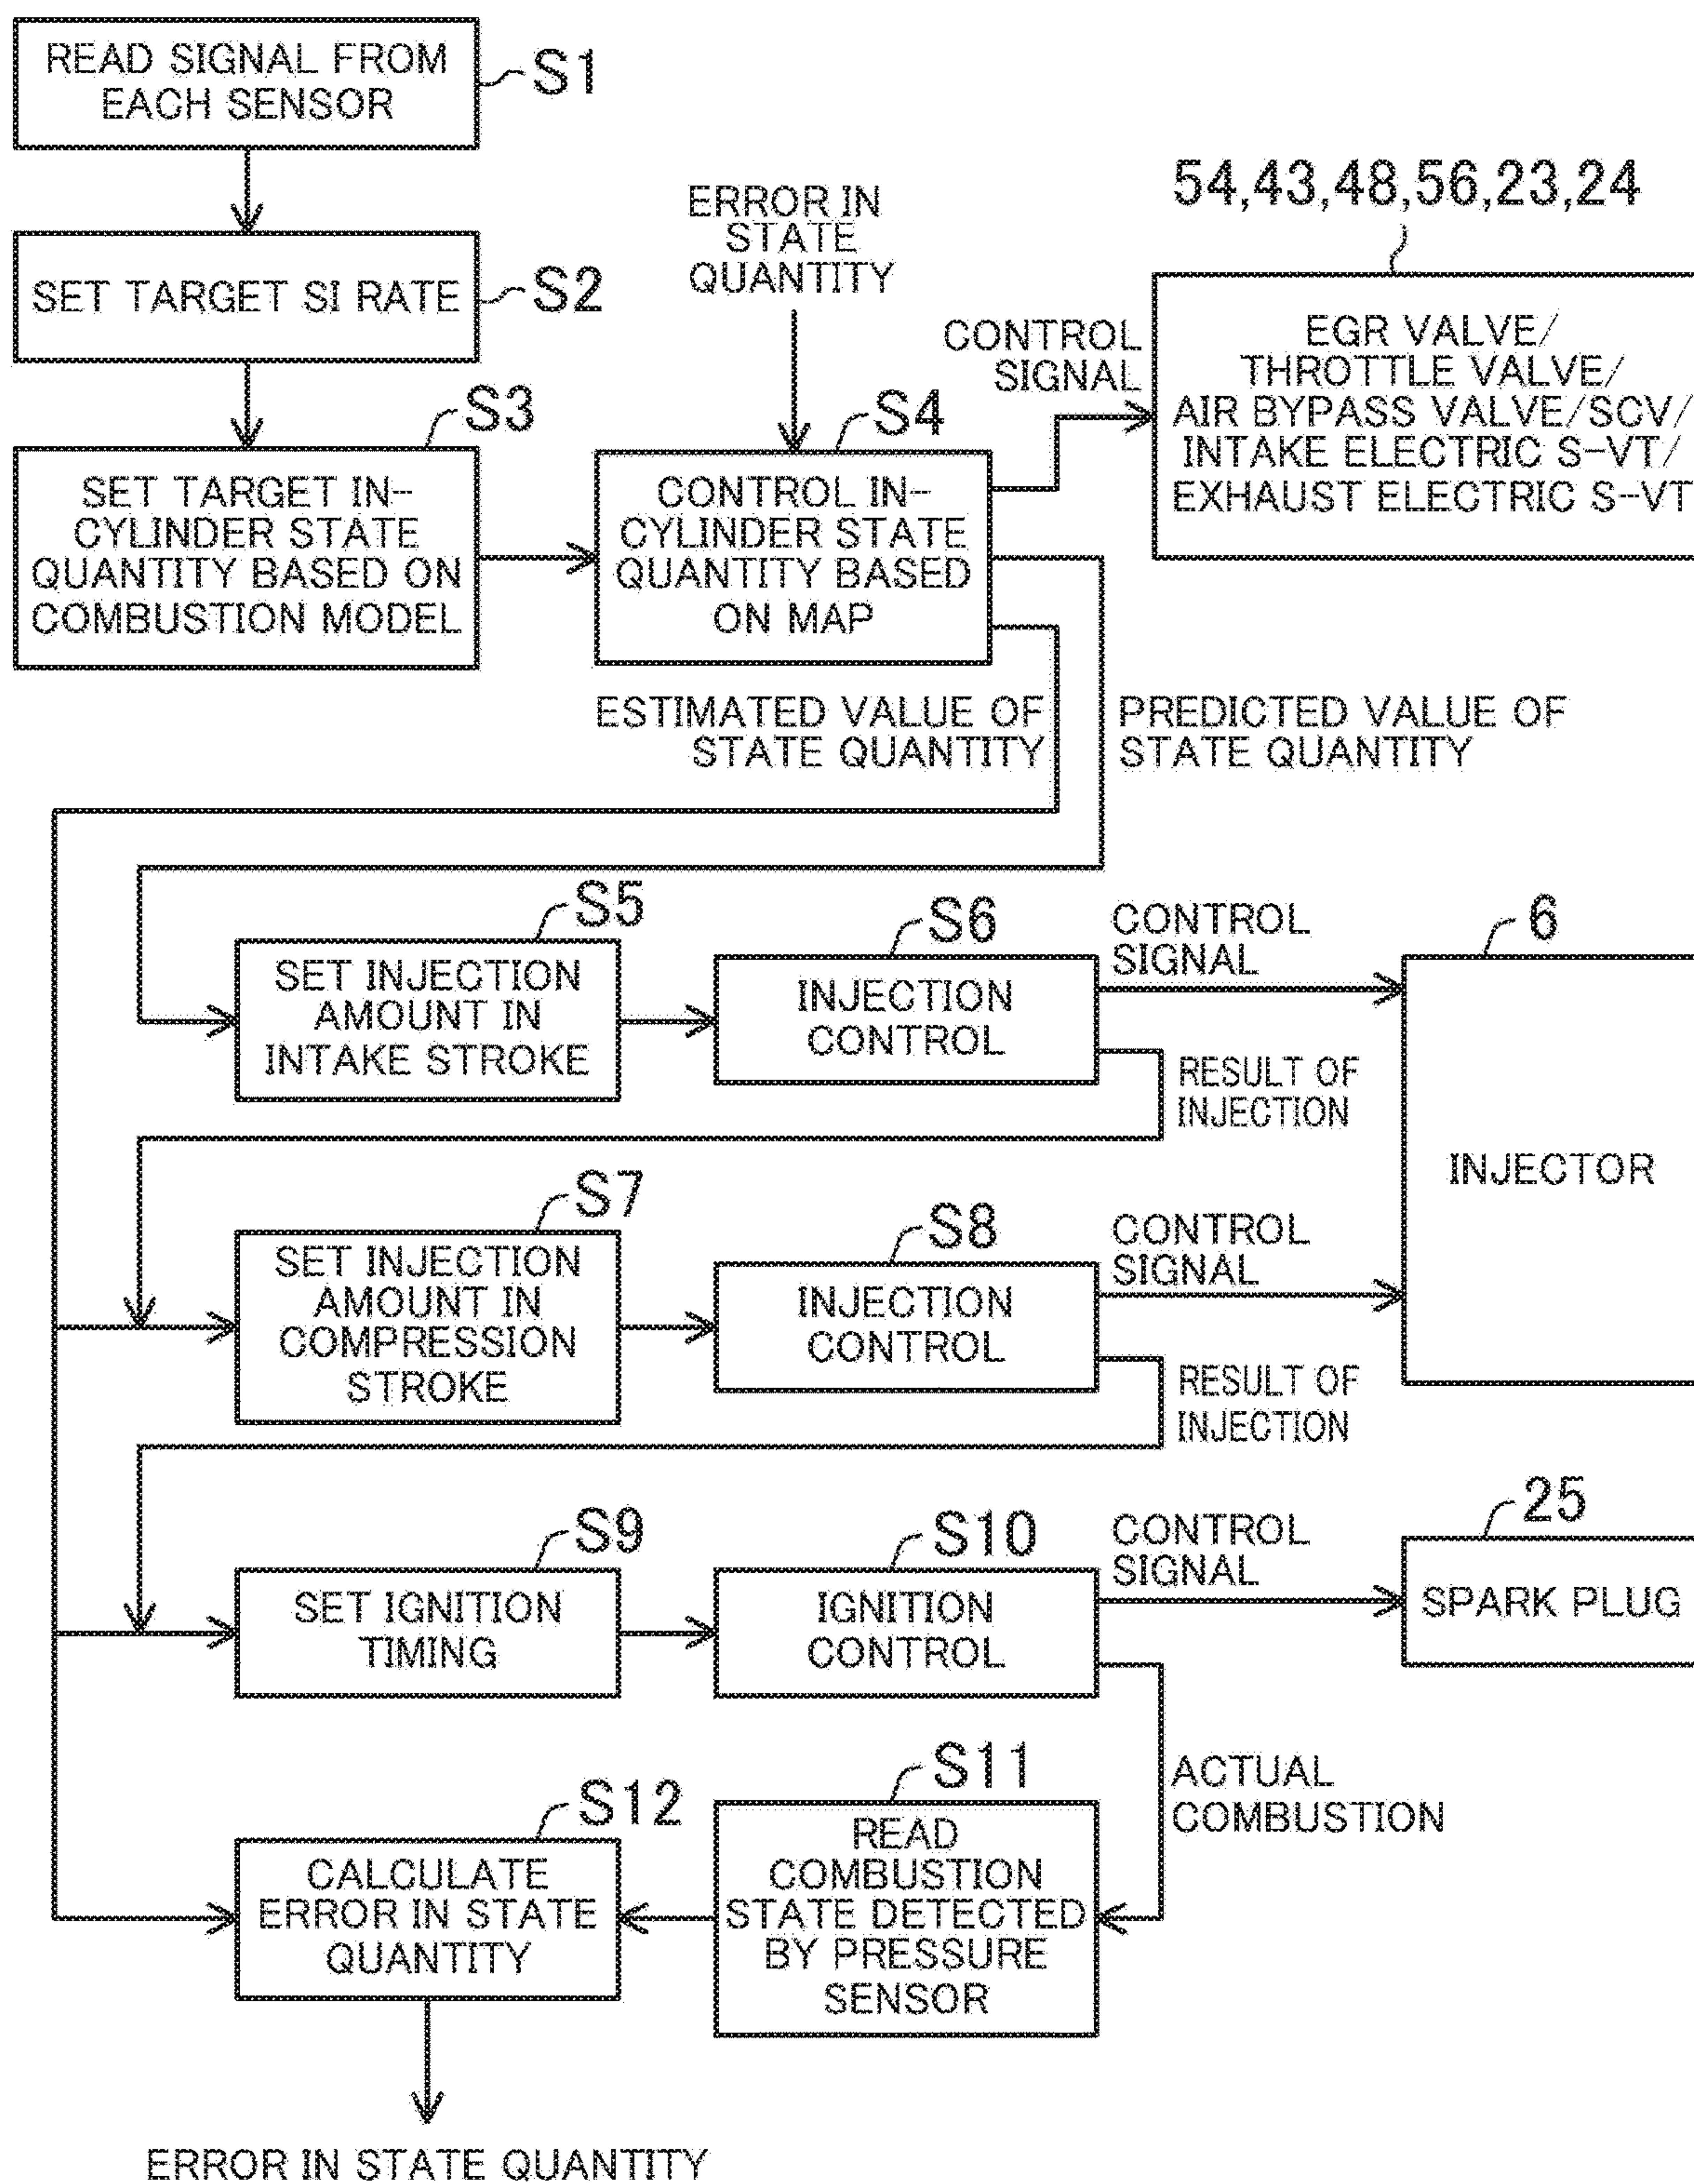 READ SIGNAL FROM
EACH SENSOR
S1
SET TARGET SI RATE
S2
SET TARGET IN-
CYLINDER STATE
QUANTITY BASED ON
COMBUSTION MODEL
S3
ERROR IN
STATE
QUANTITY
CONTROL IN-
CYLINDER STATE
QUANTITY BASED
ON MAP
S4
CONTROL
SIGNAL
54,43,48,56,23,24
EGR VALVE/
THROTTLE VALVE/
AIR BYPASS VALVE/SCV/
INTAKE ELECTRIC S-VT/
EXHAUST ELECTRIC S-VT
ESTIMATED VALUE OF
STATE QUANTITY
PREDICTED VALUE OF
STATE QUANTITY
S5
SET INJECTION
AMOUNT IN
INTAKE STROKE
S6
INJECTION
CONTROL
CONTROL
SIGNAL
RESULT OF
INJECTION
6
INJECTOR
S7
SET INJECTION
AMOUNT IN
COMPRESSION
STROKE
S8
INJECTION
CONTROL
CONTROL
SIGNAL
RESULT OF
INJECTION
S9
SET IGNITION
TIMING
S10
IGNITION
CONTROL
CONTROL
SIGNAL
25
SPARK PLUG
ACTUAL
COMBUSTION
S11
READ
COMBUSTION
STATE DETECTED
BY PRESSURE
SENSOR
S12
CALCULATE
ERROR IN STATE
QUANTITY
ERROR IN STATE QUANTITY